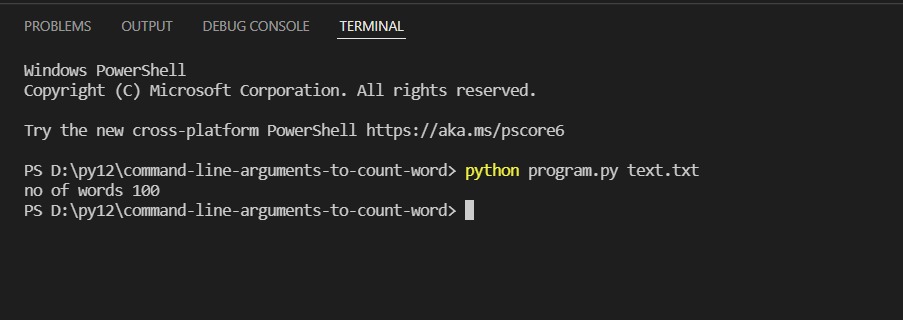 PROBLEMS OUTPUT DEBUG CONSOLE TERMINAL
Windows PowerShell
Copyright (C) Microsoft Corporation. All rights reserved.
Try the new cross-platform PowerShell https://aka.ms/pscore6
PS D:\py12\command-line-arguments-to-count-word> python program.py text.txt
no of words 100
PS D:\py12\command-line-arguments-to-count-word>